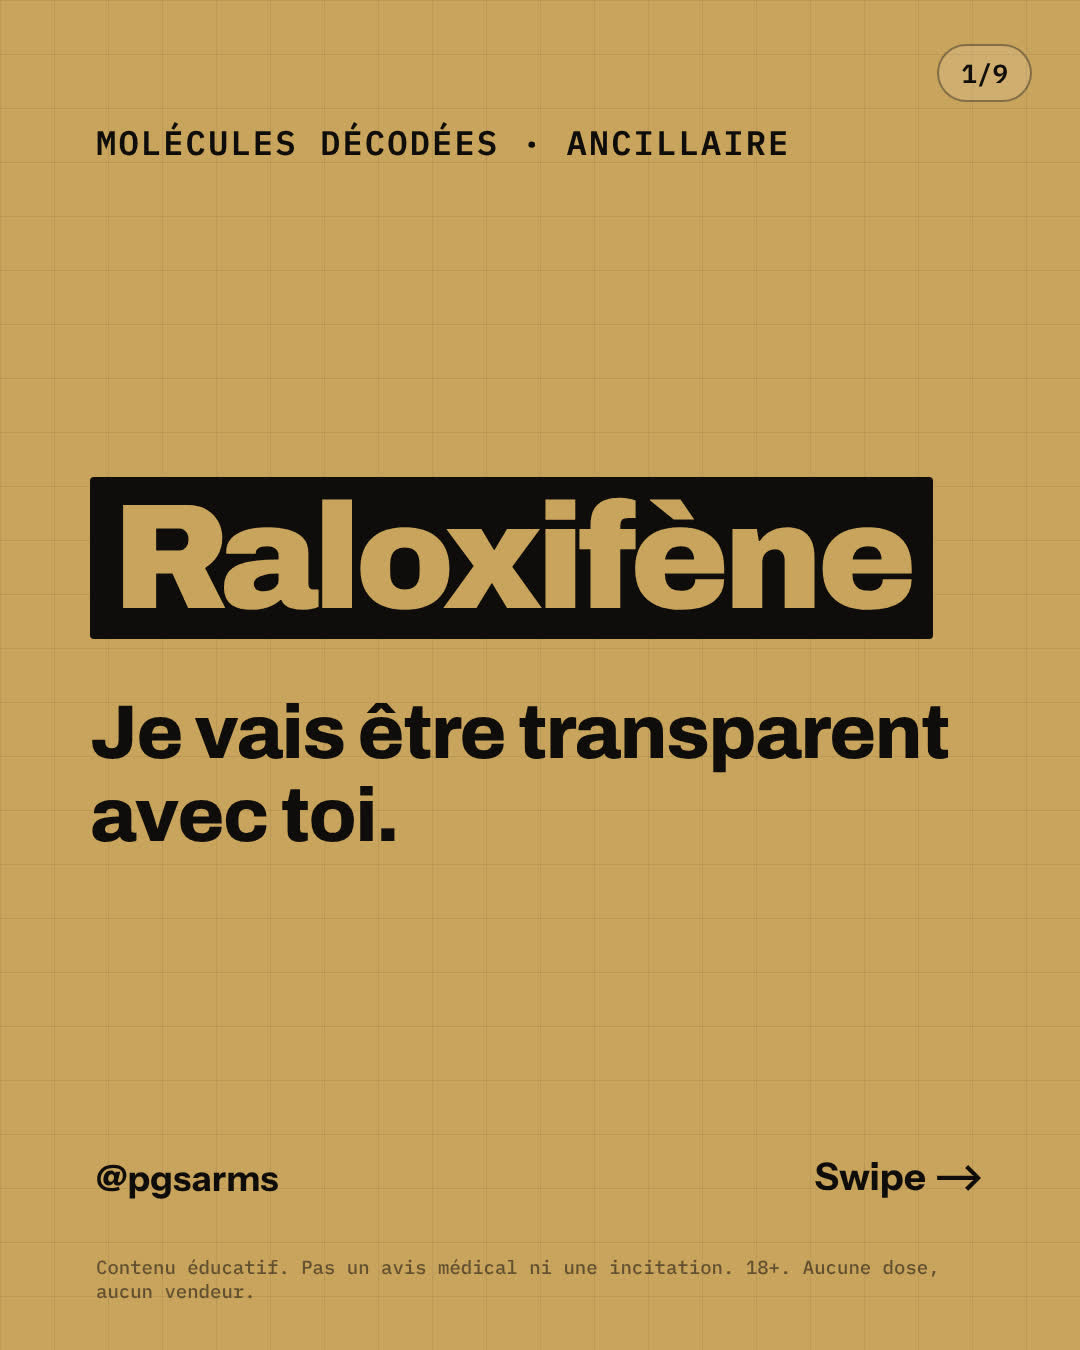 1/9
MOLÉCULES DÉCODÉES · ANCILLAIRE
Raloxifène
Je vais être transparent
avec toi.
@pgsarms
Swipe →
Contenu éducatif. Pas un avis médical ni une incitation. 18+. Aucune dose,
aucun vendeur.